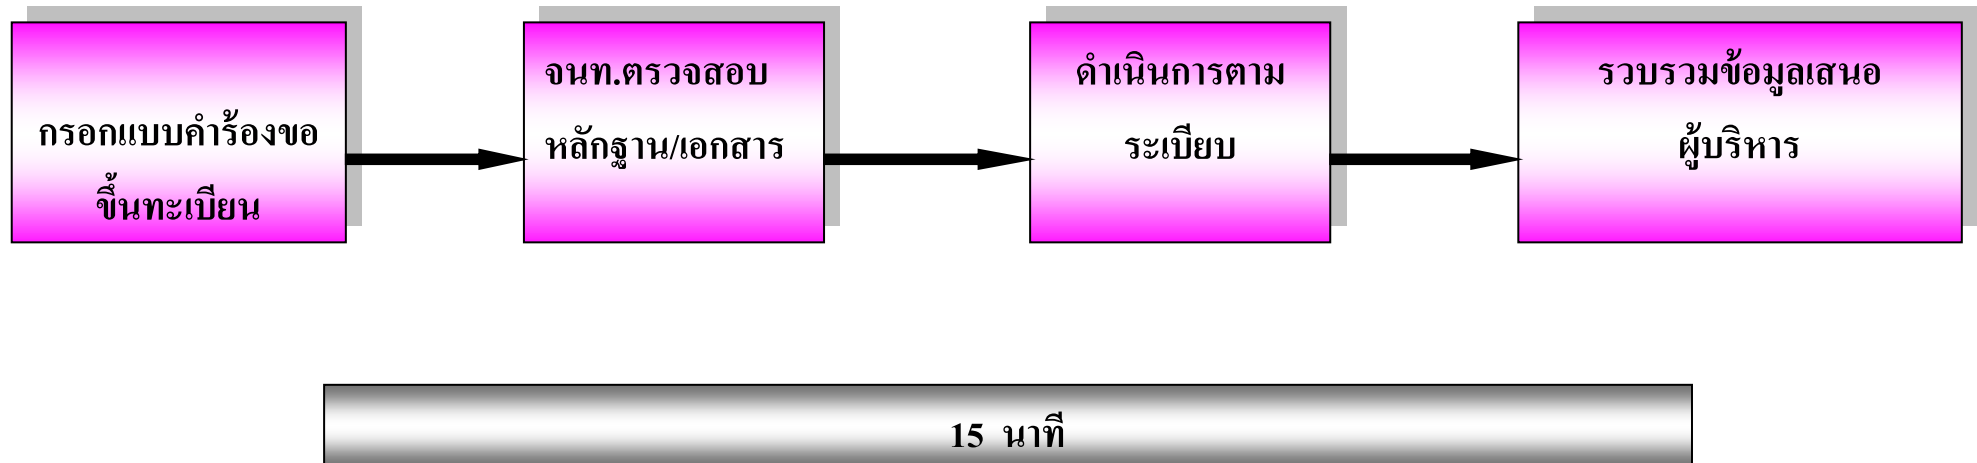 กรอกแบบคำร้องขอ
ขึ้นทะเบียน
จนท.ตรวจสอบ
หลักฐาน/เอกสาร
ดำเนินการตาม
ระเบียบ
รวบรวมข้อมูลเสนอ
ผู้บริหาร
15 นาที